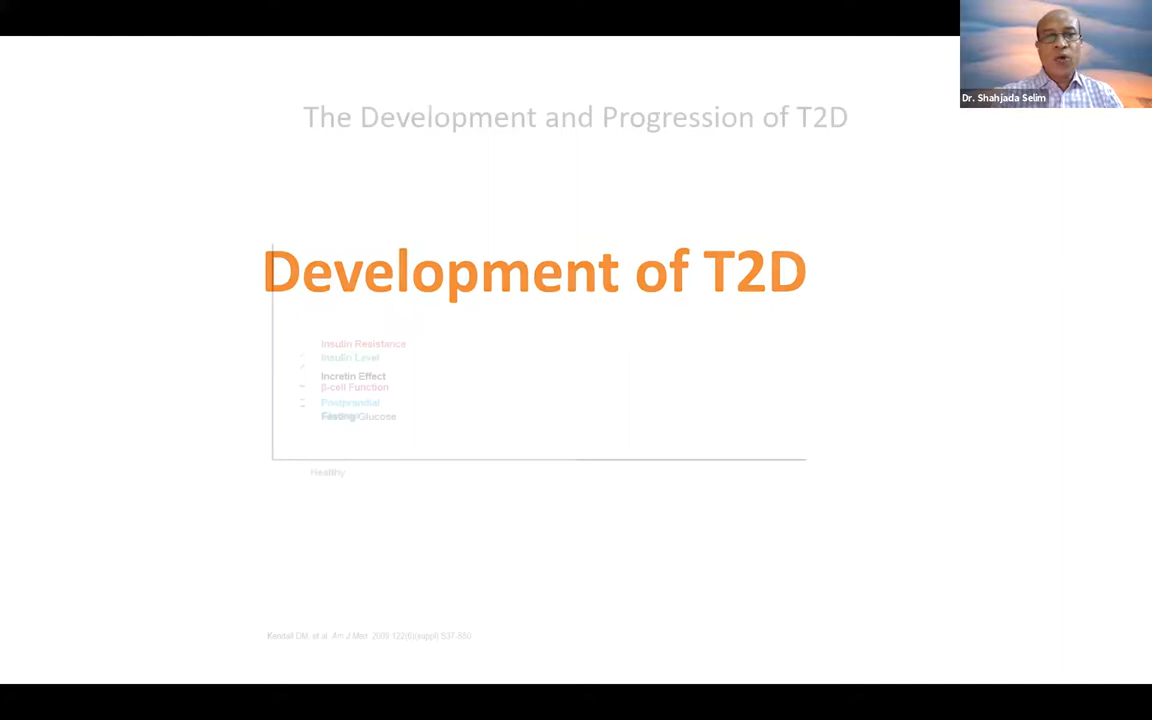 Dr. Shahjada Selim
The Development and Progression of T2D
Development of T2D
Insulin Resistance
Insulin Level
Incretin Effect
β-cell Function
Postprandial
Fasting Glucose
Healthy
Kendall DM, et al. Am J Med. 2009;122(6)(suppl) S37-S50